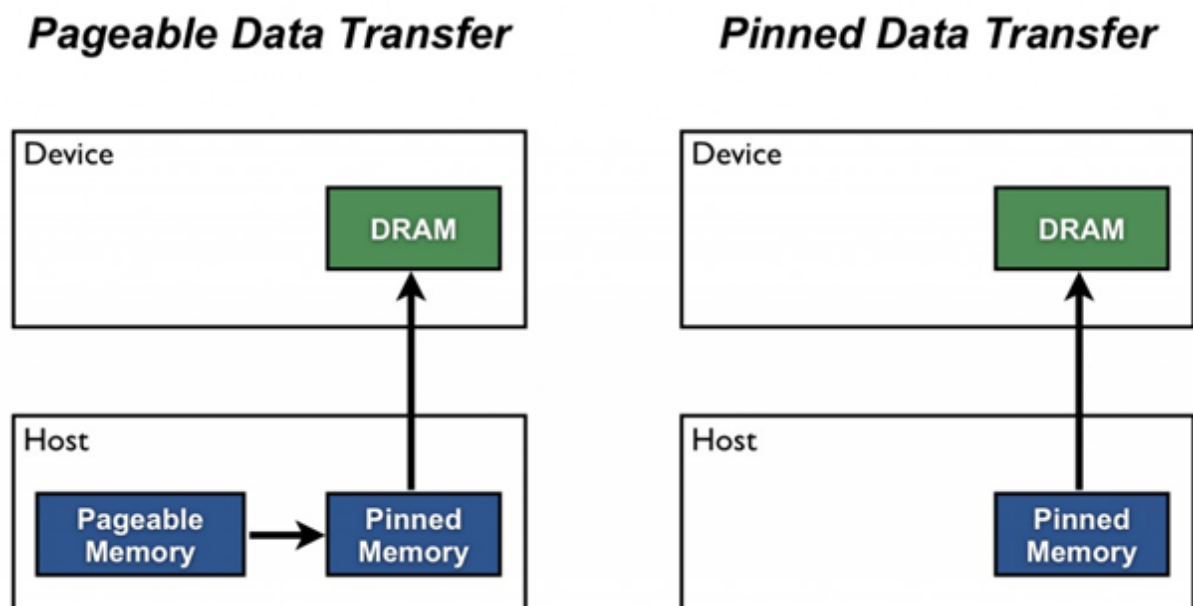 Pageable Data Transfer
Device
DRAM
Host
Pageable
Memory
Pinned
Memory
Pinned Data Transfer
Device
DRAM
Host
Pinned
Memory